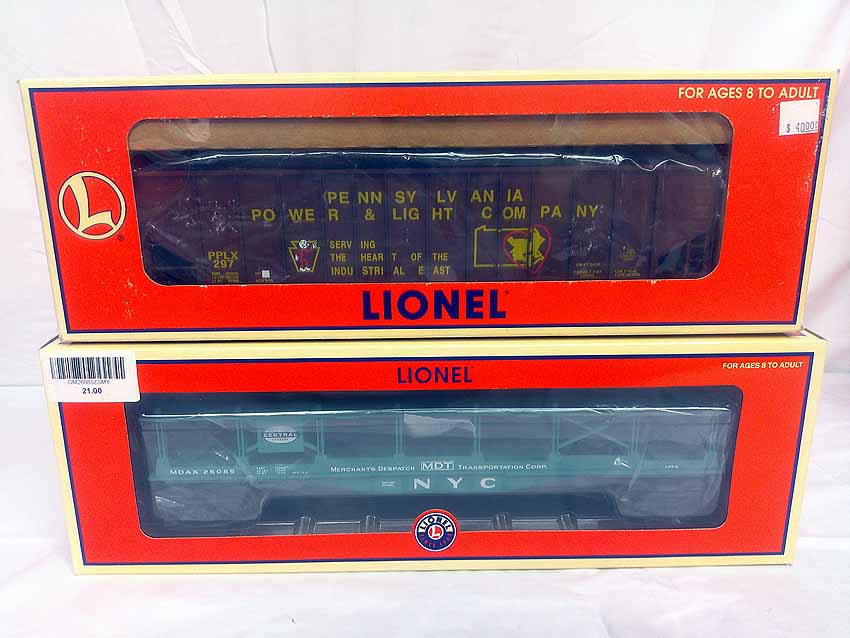 FOR AGES 8 TO ADULT
$ 40.00
L
PENNSYLVANIA
POWER & LIGHT COMPANY
PPLX
297
SERVING
THE HEART OF THE
INDUSTRIAL EAST
LIONEL
21.00
LIONEL
FOR AGES 8 TO ADULT
CENTRAL
MDAX 26085
MERCHANTS DESPATCH MDT TRANSPORTATION CORP.
NYC
LIONEL
L